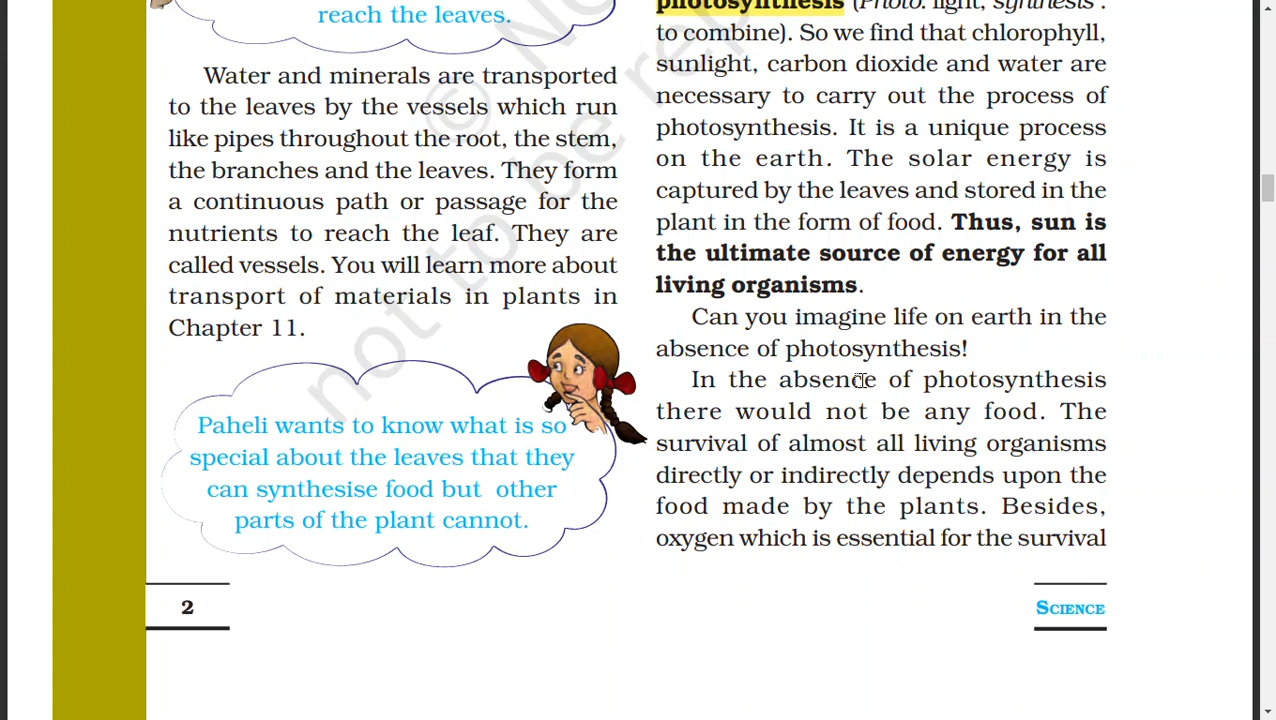 reach the leaves.
Water and minerals are transported
to the leaves by the vessels which run
like pipes throughout the root, the stem,
the branches and the leaves. They form
a continuous path or passage for the
nutrients to reach the leaf. They are
called vessels. You will learn more about
transport of materials in plants in
Chapter 11.
Paheli wants to know what is so
special about the leaves that they
can synthesise food but other
parts of the plant cannot.
photosynthesis (Photo: light, synthesis :
to combine). So we find that chlorophyll,
sunlight, carbon dioxide and water are
necessary to carry out the process of
photosynthesis. It is a unique process
on the earth. The solar energy is
captured by the leaves and stored in the
plant in the form of food. Thus, sun is
the ultimate source of energy for all
living organisms.
Can you imagine life on earth in the
absence of photosynthesis!
In the absence of photosynthesis
there would not be any food. The
survival of almost all living organisms
directly or indirectly depends upon the
food made by the plants. Besides,
oxygen which is essential for the survival
2
SCIENCE
not to be
©